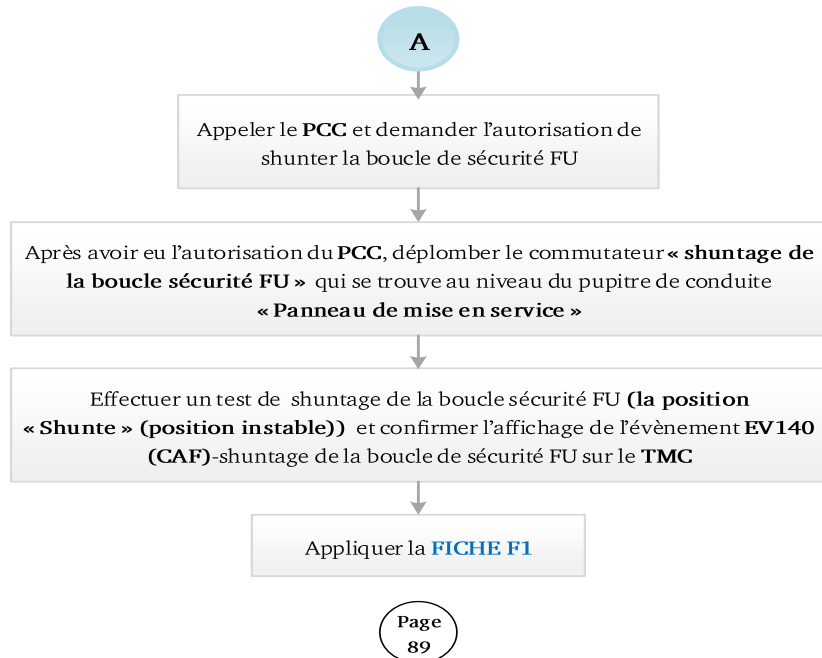 A
Appeler le PCC et demander l’autorisation de
shunter la boucle de sécurité FU
Après avoir eu l’autorisation du PCC, déplomber le commutateur « shuntage de
la boucle sécurité FU » qui se trouve au niveau du pupitre de conduite
« Panneau de mise en service »
Effectuer un test de shuntage de la boucle sécurité FU (la position
« Shunte » (position instable)) et confirmer l’affichage de l’évènement EV140
(CAF)-shuntage de la boucle de sécurité FU sur le TMC
Appliquer la FICHE F1
Page
89